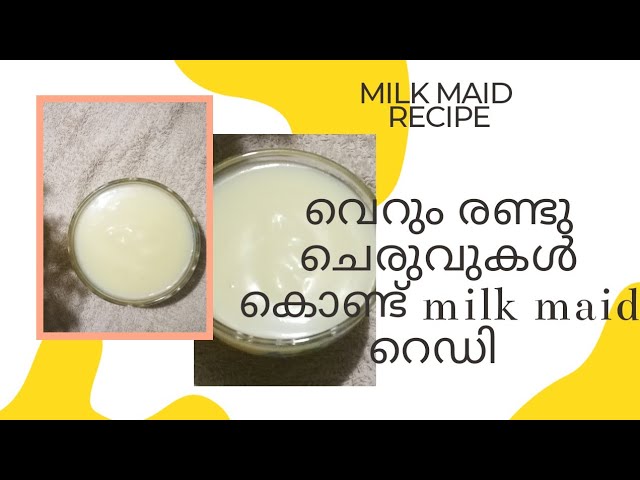 MILK MAID
RECIPE
വെറും രണ്ടു
ചെരുവുകൾ
കൊണ്ട് milk maid
റെഡി